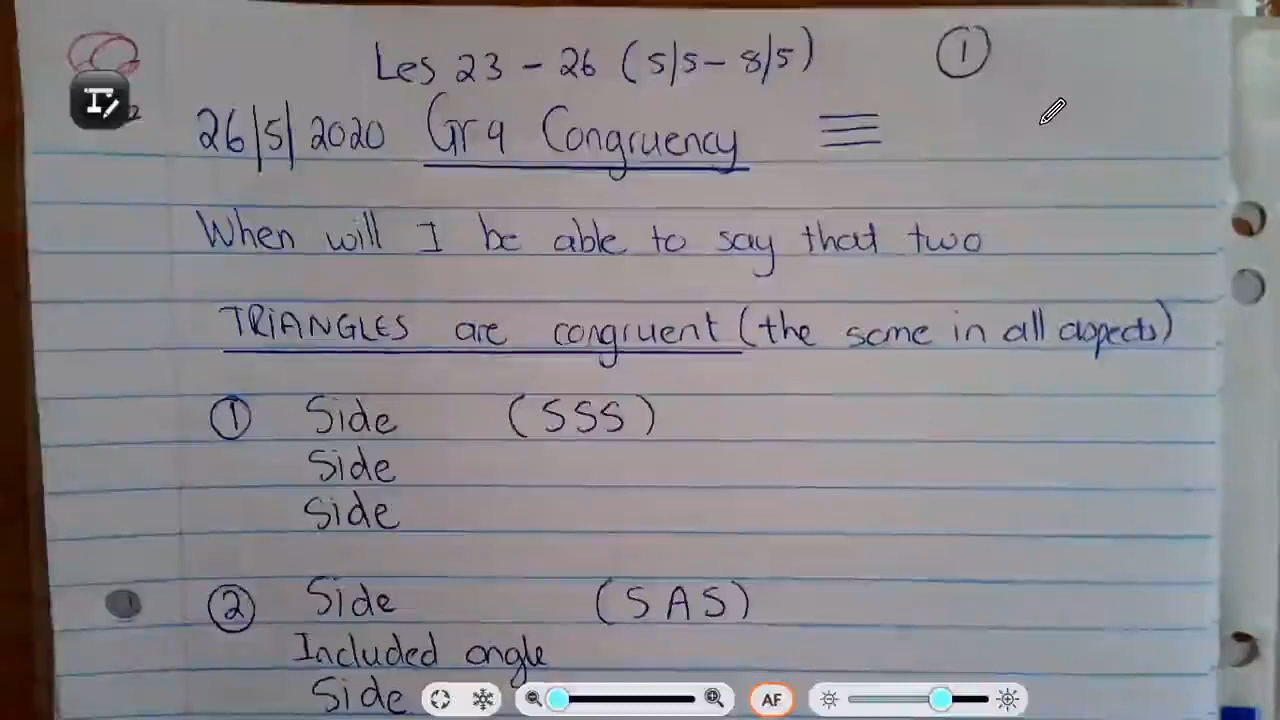 Les 23 - 26 (5/5 - 8/5) ①
26/5/2020 Gr 9 Congruency ≡
When will I be able to say that two
TRIANGLES are congruent (the same in all aspects)
① Side (SSS)
Side
Side
② Side (SAS)
Included angle
Side
AF